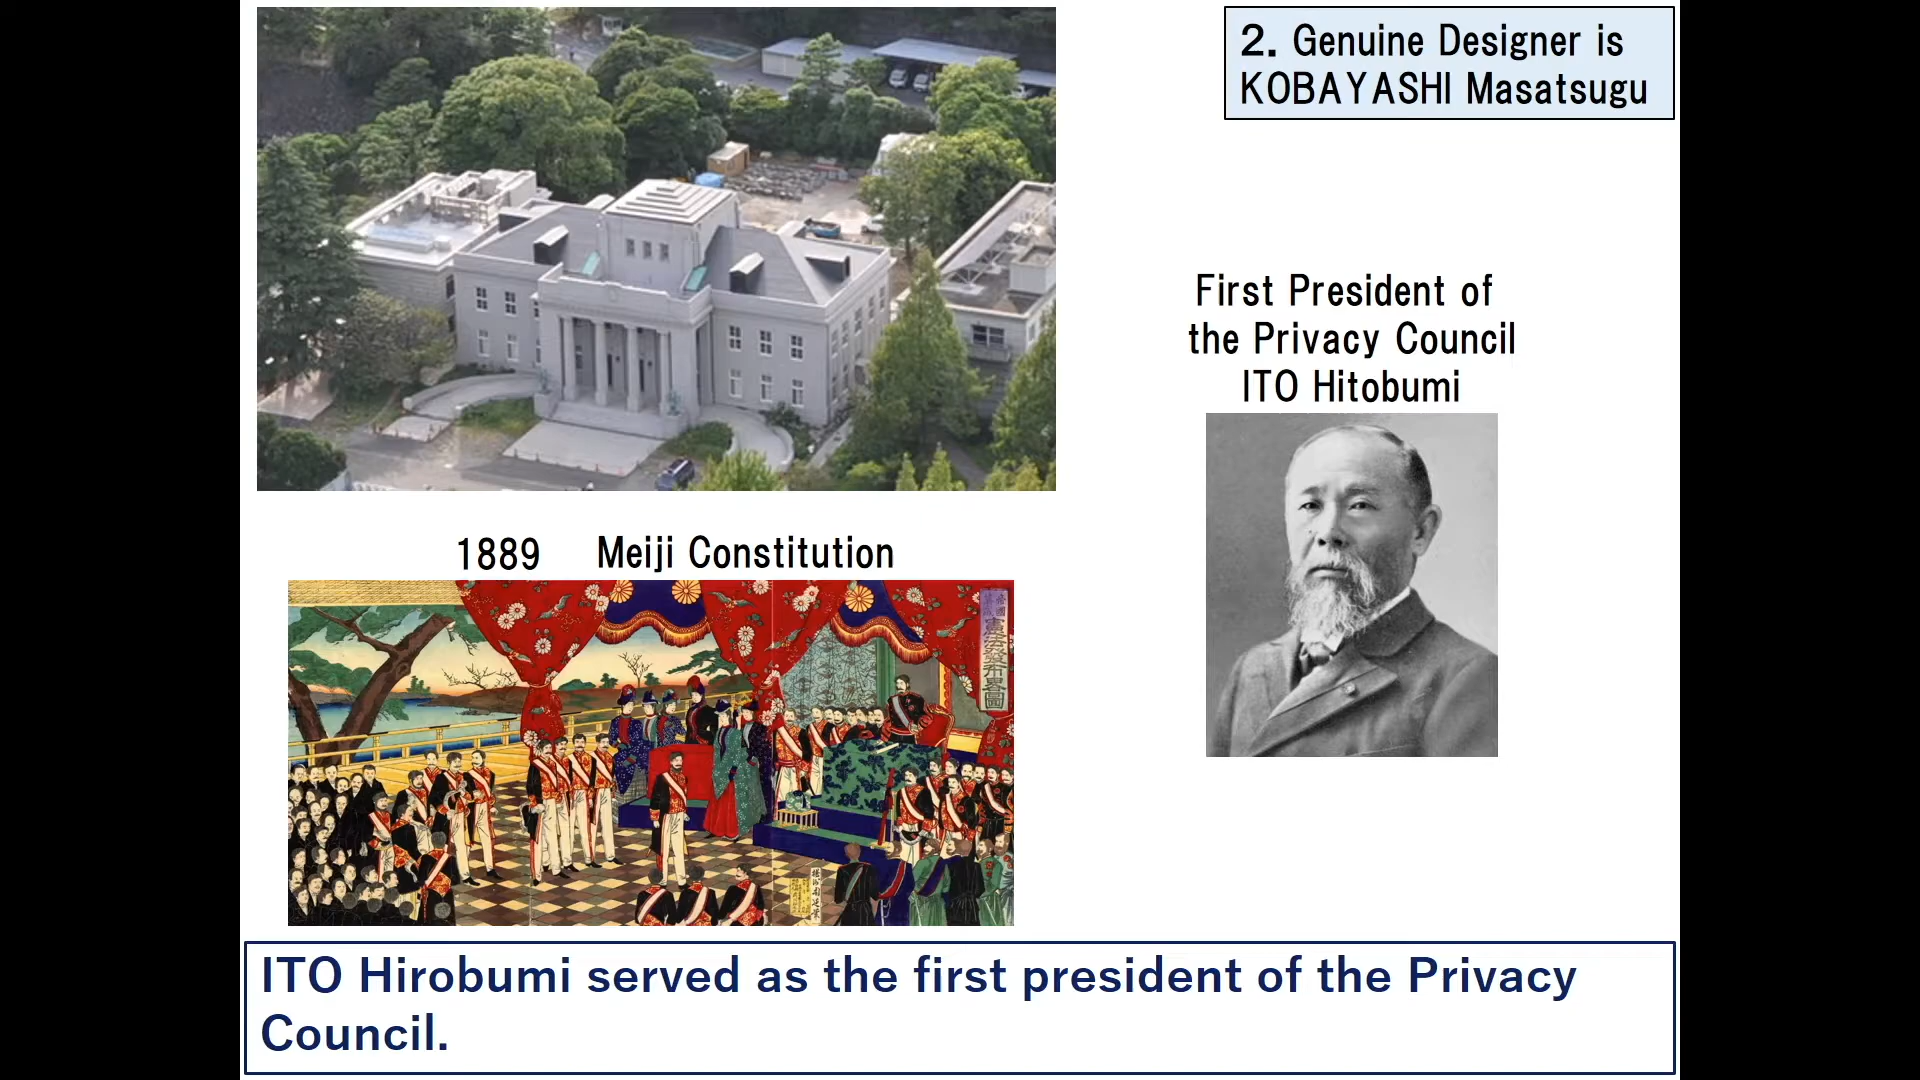 2. Genuine Designer is
KOBAYASHI Masatsugu
First President of
the Privacy Council
ITO Hitobumi
1889 Meiji Constitution
ITO Hirobumi served as the first president of the Privacy
Council.